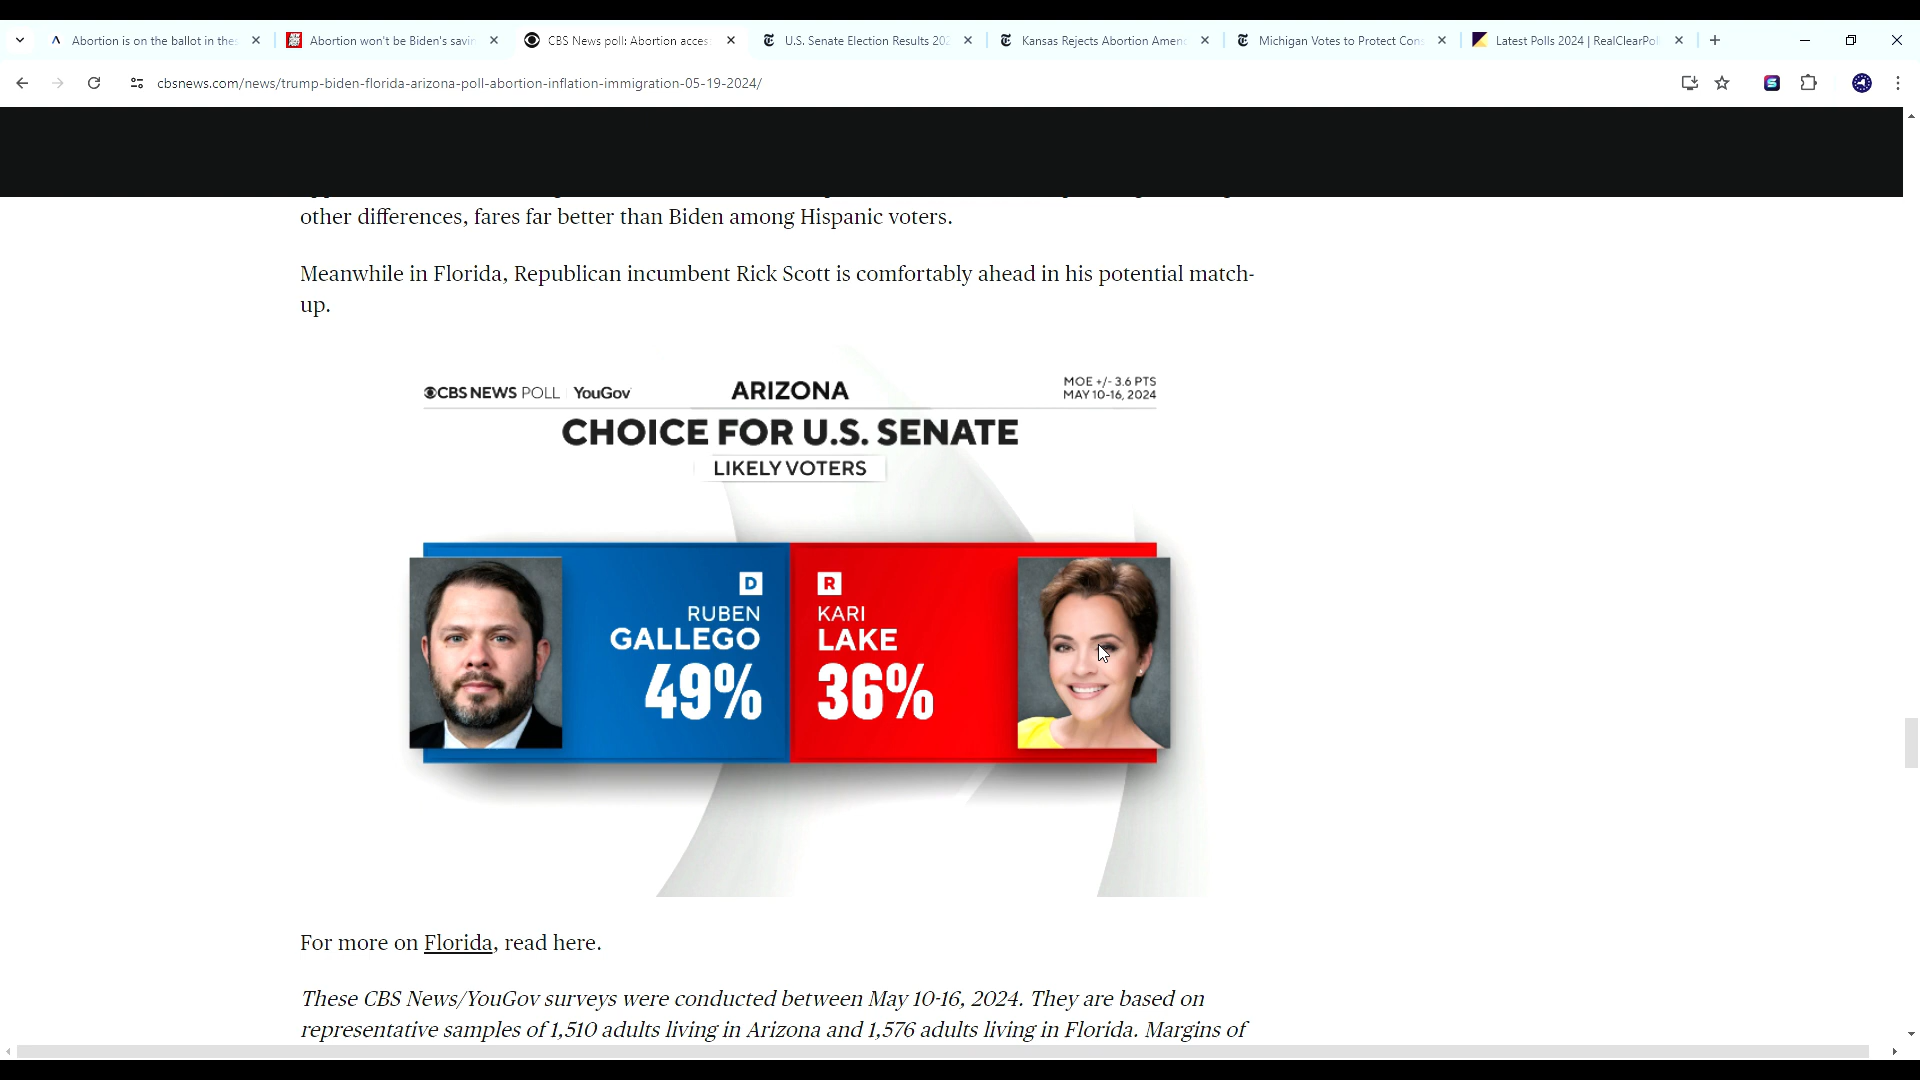 Abortion is on the ballot in the
Abortion won't be Biden's savi
CBS News poll: Abortion acces
U.S. Senate Election Results 202
Kansas Rejects Abortion Amen
Michigan Votes to Protect Con
Latest Polls 2024 | RealClearPol
cbsnews.com/news/trump-biden-florida-arizona-poll-abortion-inflation-immigration-05-19-2024/
other differences, fares far better than Biden among Hispanic voters.
Meanwhile in Florida, Republican incumbent Rick Scott is comfortably ahead in his potential match-
up.
CBS NEWS POLL YouGov
ARIZONA
MOE +/- 3.6 PTS
MAY 10-16, 2024
CHOICE FOR U.S. SENATE
LIKELY VOTERS
D
RUBEN
GALLEGO
49%
R
KARI
LAKE
36%
For more on Florida, read here.
These CBS News/YouGov surveys were conducted between May 10-16, 2024. They are based on
representative samples of 1,510 adults living in Arizona and 1,576 adults living in Florida. Margins of